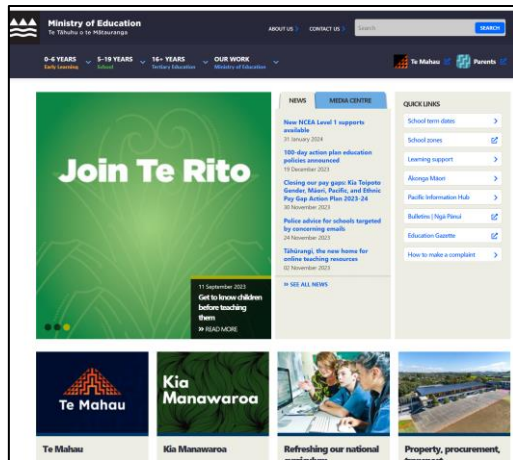 Ministry of Education
Te Tāhuhu o te Mātauranga
ABOUT US
CONTACT US
Search
SEARCH
0-6 YEARS
Early Learning
5-19 YEARS
School
16+ YEARS
Tertiary Education
OUR WORK
Ministry of Education
Te Mahau
Parents
Join Te Rito
11 September 2023
Get to know children
before teaching
them
» READ MORE
NEWS
MEDIA CENTRE
New NCEA Level 1 supports
available
31 January 2024
100-day action plan education
policies announced
19 December 2023
Closing our pay gaps: Kia Toipoto
Gender, Māori, Pacific, and Ethnic
Pay Gap Action Plan 2023-24
30 November 2023
Police advice for schools targeted
by concerning emails
24 November 2023
Tāhūrangi, the new home for
online teaching resources
02 November 2023
» SEE ALL NEWS
QUICK LINKS
School term dates
School zones
Learning support
Ākonga Māori
Pacific Information Hub
Bulletins | Ngā Pānui
Education Gazette
How to make a complaint
Te Mahau
Kia
Manawaroa
Te Mahau
Kia Manawaroa
Refreshing our national
Property, procurement,